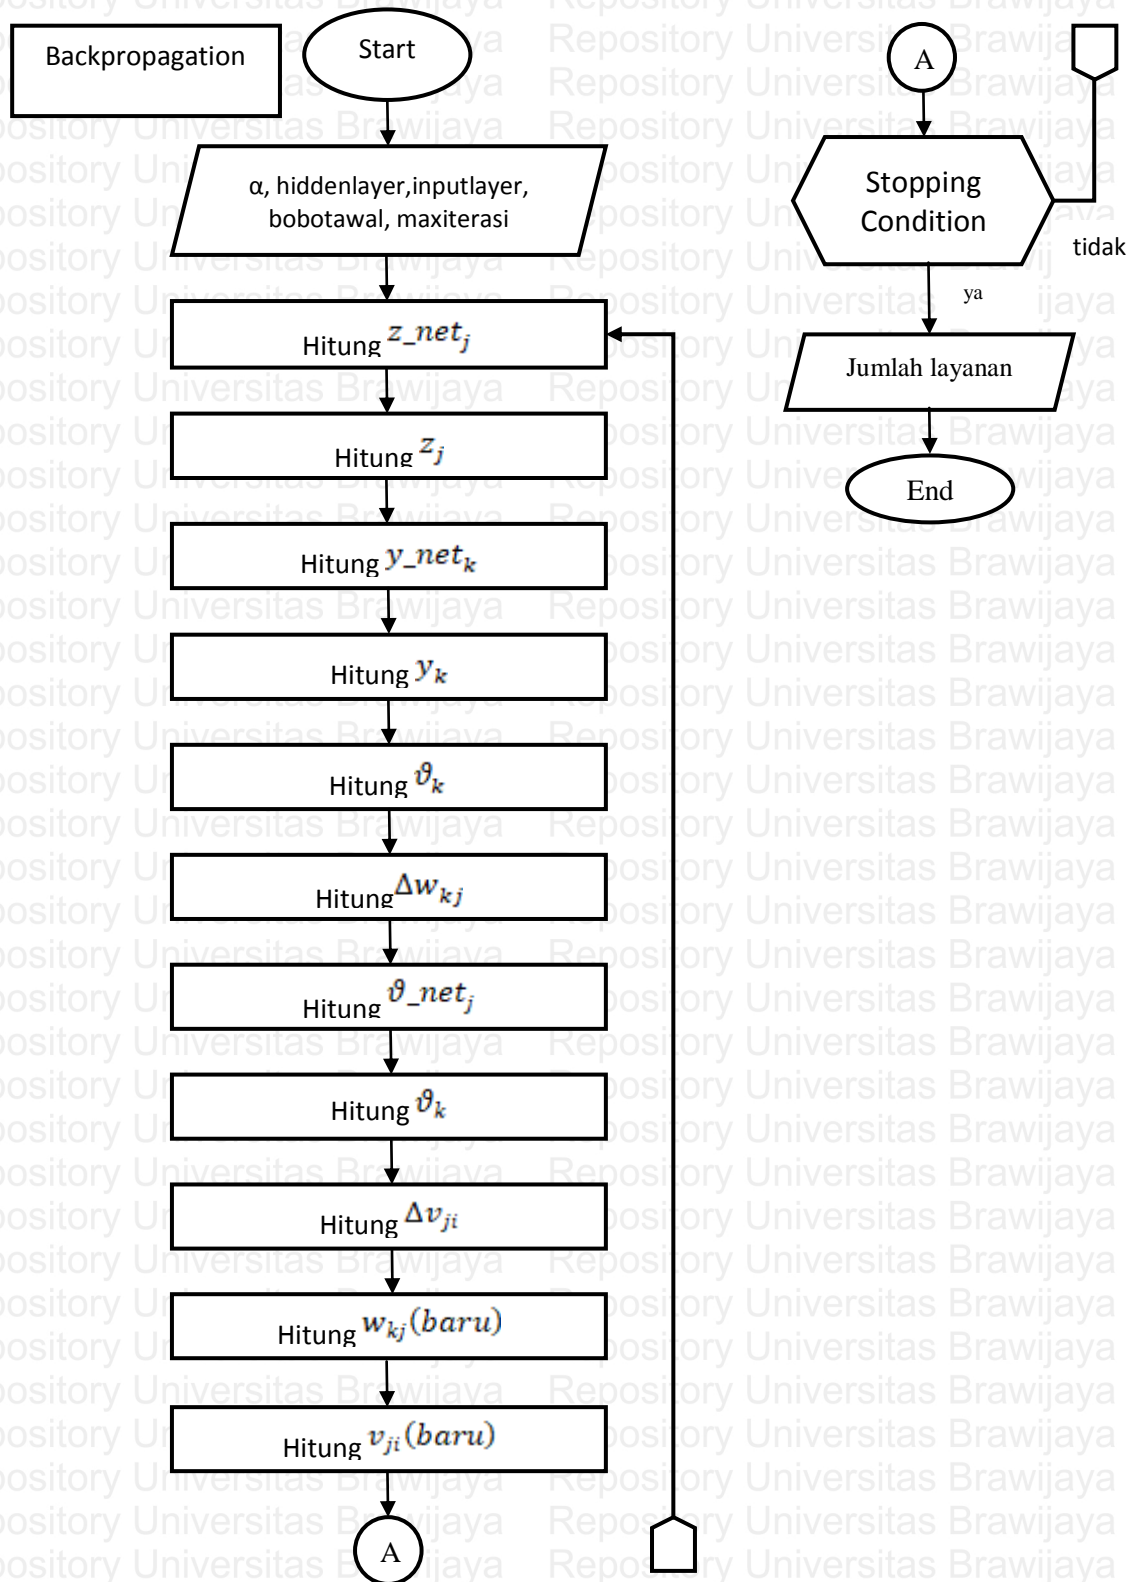 Backpropagation
Start
α, hiddenlayer,inputlayer,
bobotawal, maxiterasi
Hitung z_net_j
Hitung z_j
Hitung y_net_k
Hitung y_k
Hitung ϑ_k
Hitung Δw_kj
Hitung ϑ_net_j
Hitung ϑ_k
Hitung Δv_ji
Hitung w_kj(baru)
Hitung v_ji(baru)
A
A
Stopping
Condition
tidak
ya
Jumlah layanan
End
Repository Universitas Brawijaya